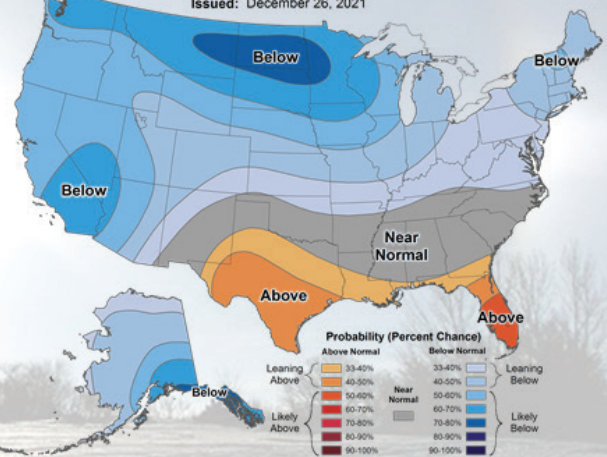 Issued: December 26, 2021
Below
Below
Below
Near
Normal
Above
Above
Below
Probability (Percent Chance)
Above Normal
Below Normal
Leaning
Above
33-40%
40-50%
Likely
Above
50-60%
60-70%
70-80%
80-90%
90-100%
Near
Normal
33-40%
40-50%
Leaning
Below
50-60%
60-70%
70-80%
80-90%
90-100%
Likely
Below